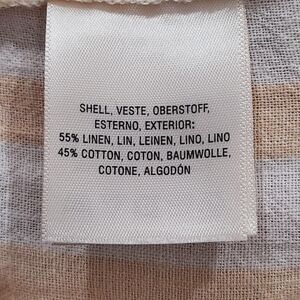 SHELL, VESTE, OBERSTOFF,
ESTERNO, EXTERIOR:
55% LINEN, LIN, LEINEN, LINO, LINO
45% COTTON, COTON, BAUMWOLLE,
COTONE, ALGODÓN